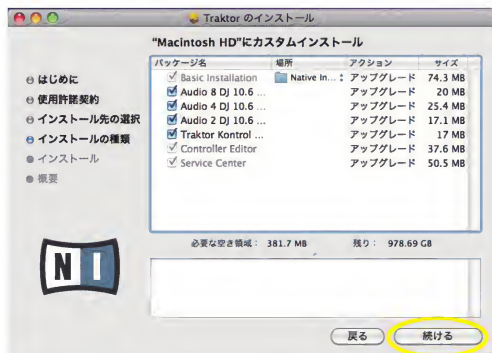 Traktor のインストール
"Macintosh HD"にカスタムインストール
はじめに
使用許諾契約
インストール先の選択
インストールの種類
インストール
概要
パッケージ名 場所 アクション サイズ
Basic Installation Native In... アップグレード 74.3 MB
Audio 8 DJ 10.6 ... アップグレード 20 MB
Audio 4 DJ 10.6 ... アップグレード 25.4 MB
Audio 2 DJ 10.6 ... アップグレード 17.1 MB
Traktor Kontrol ... アップグレード 17 MB
Controller Editor アップグレード 37.6 MB
Service Center アップグレード 50.5 MB
必要な空き領域： 381.7 MB 残り： 978.69 GB
NI
戻る 続ける